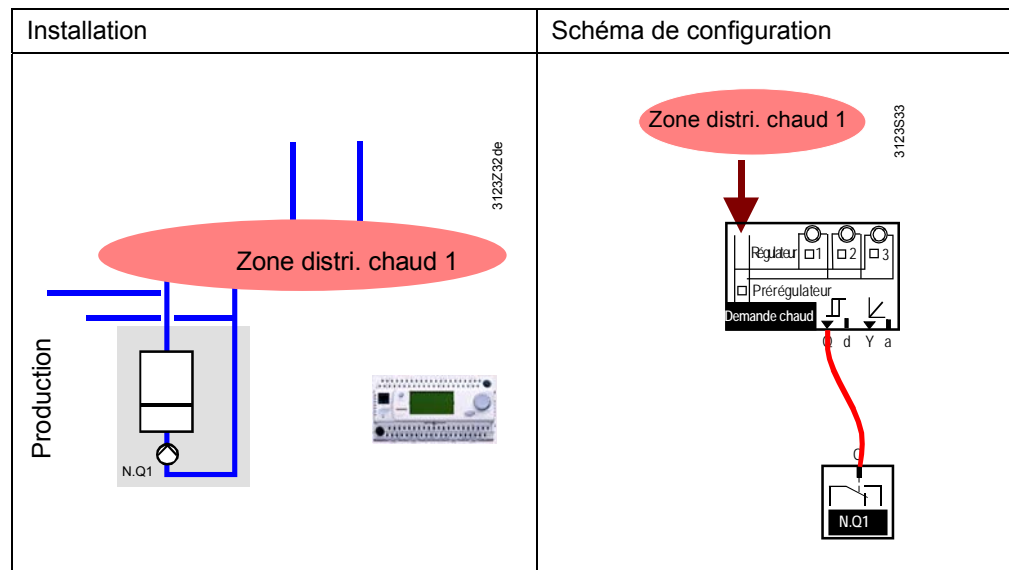 Installation
Schéma de configuration
3123Z32de
Zone distri. chaud 1
Production
N.Q1
Zone distri. chaud 1
3123S33
Régulateur 1 2 3
Prérégulateur
Demande chaud
Q d Y a
Q
N.Q1